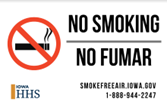 NO SMOKING
NO FUMAR
IOWA
HHS
SMOKEFREEAIR.IOWA.GOV
1-888-944-2247